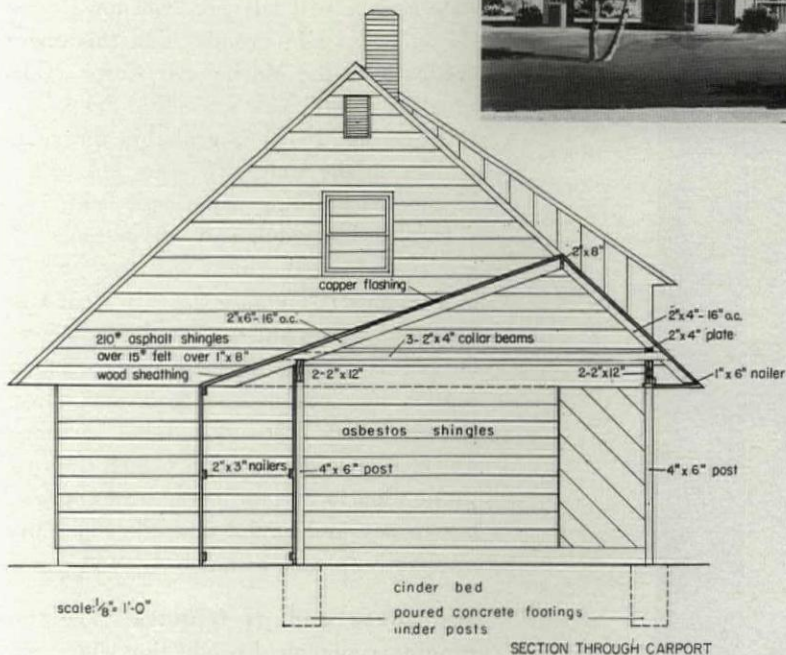 2"x 8"
copper flashing
2"x6"-16"o.c.
2"x4"-16"o.c.
210# asphalt shingles
2"x4" plate
over 15# felt over 1"x 8"
3-2"x4" collar beams
wood sheathing
2-2"x12"
2-2"x12"
1"x 6" nailer
asbestos shingles
2"x3" nailers
4"x 6" post
4"x 6" post
scale: 1/8" = 1'-0"
cinder bed
poured concrete footings
under posts
SECTION THROUGH CARPORT